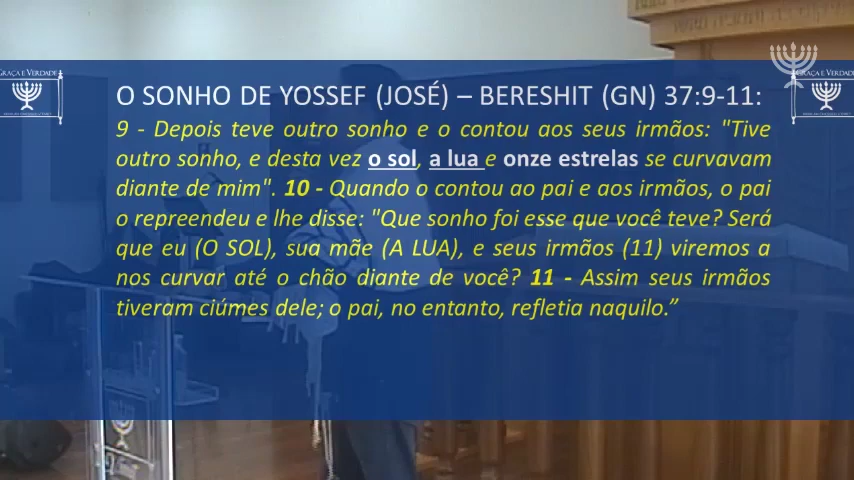 GRAÇA E VERDADE
GRAÇA E VERDADE
O SONHO DE YOSSEF (JOSÉ) – BERESHIT (GN) 37:9-11:
9 - Depois teve outro sonho e o contou aos seus irmãos: "Tive
outro sonho, e desta vez o sol, a lua e onze estrelas se curvavam
diante de mim". 10 - Quando o contou ao pai e aos irmãos, o pai
o repreendeu e lhe disse: "Que sonho foi esse que você teve? Será
que eu (O SOL), sua mãe (A LUA), e seus irmãos (11) viremos a
nos curvar até o chão diante de você? 11 - Assim seus irmãos
tiveram ciúmes dele; o pai, no entanto, refletia naquilo.”